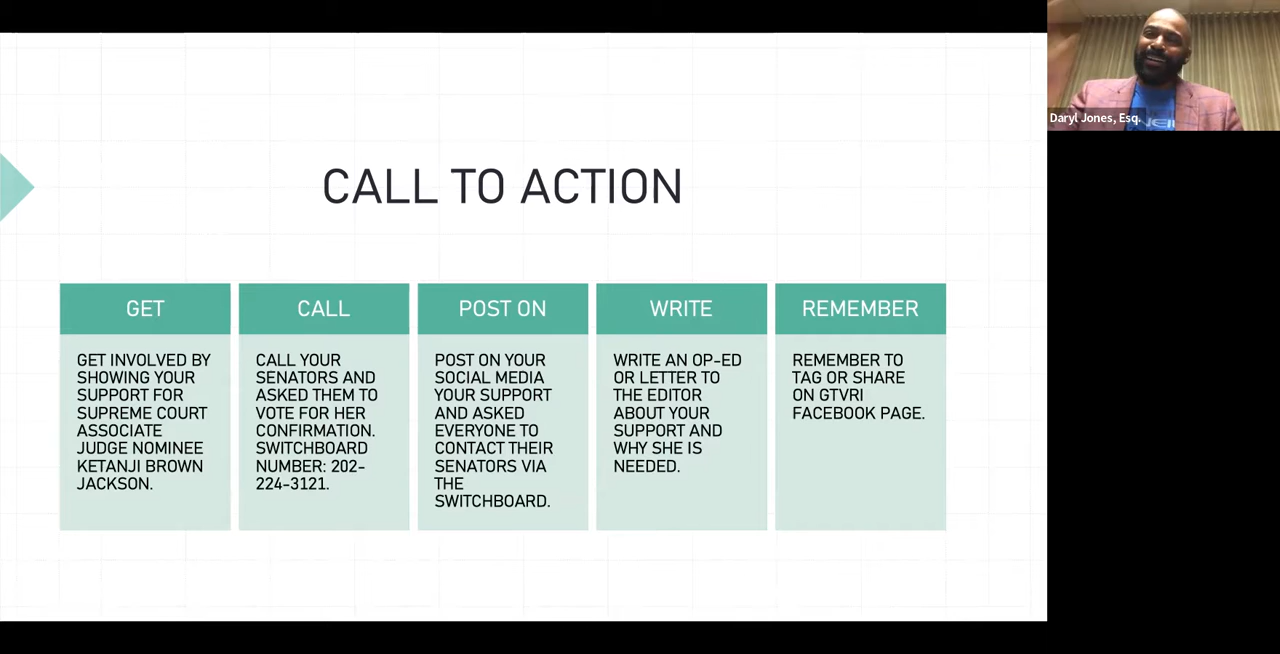 CALL TO ACTION
GET
GET INVOLVED BY
SHOWING YOUR
SUPPORT FOR
SUPREME COURT
ASSOCIATE
JUDGE NOMINEE
KETANJI BROWN
JACKSON.
CALL
CALL YOUR
SENATORS AND
ASKED THEM TO
VOTE FOR HER
CONFIRMATION.
SWITCHBOARD
NUMBER: 202-
224-3121.
POST ON
POST ON YOUR
SOCIAL MEDIA
YOUR SUPPORT
AND ASKED
EVERYONE TO
CONTACT THEIR
SENATORS VIA
THE
SWITCHBOARD.
WRITE
WRITE AN OP-ED
OR LETTER TO
THE EDITOR
ABOUT YOUR
SUPPORT AND
WHY SHE IS
NEEDED.
REMEMBER
REMEMBER TO
TAG OR SHARE
ON GTVRI
FACEBOOK PAGE.
Daryl Jones, Esq.